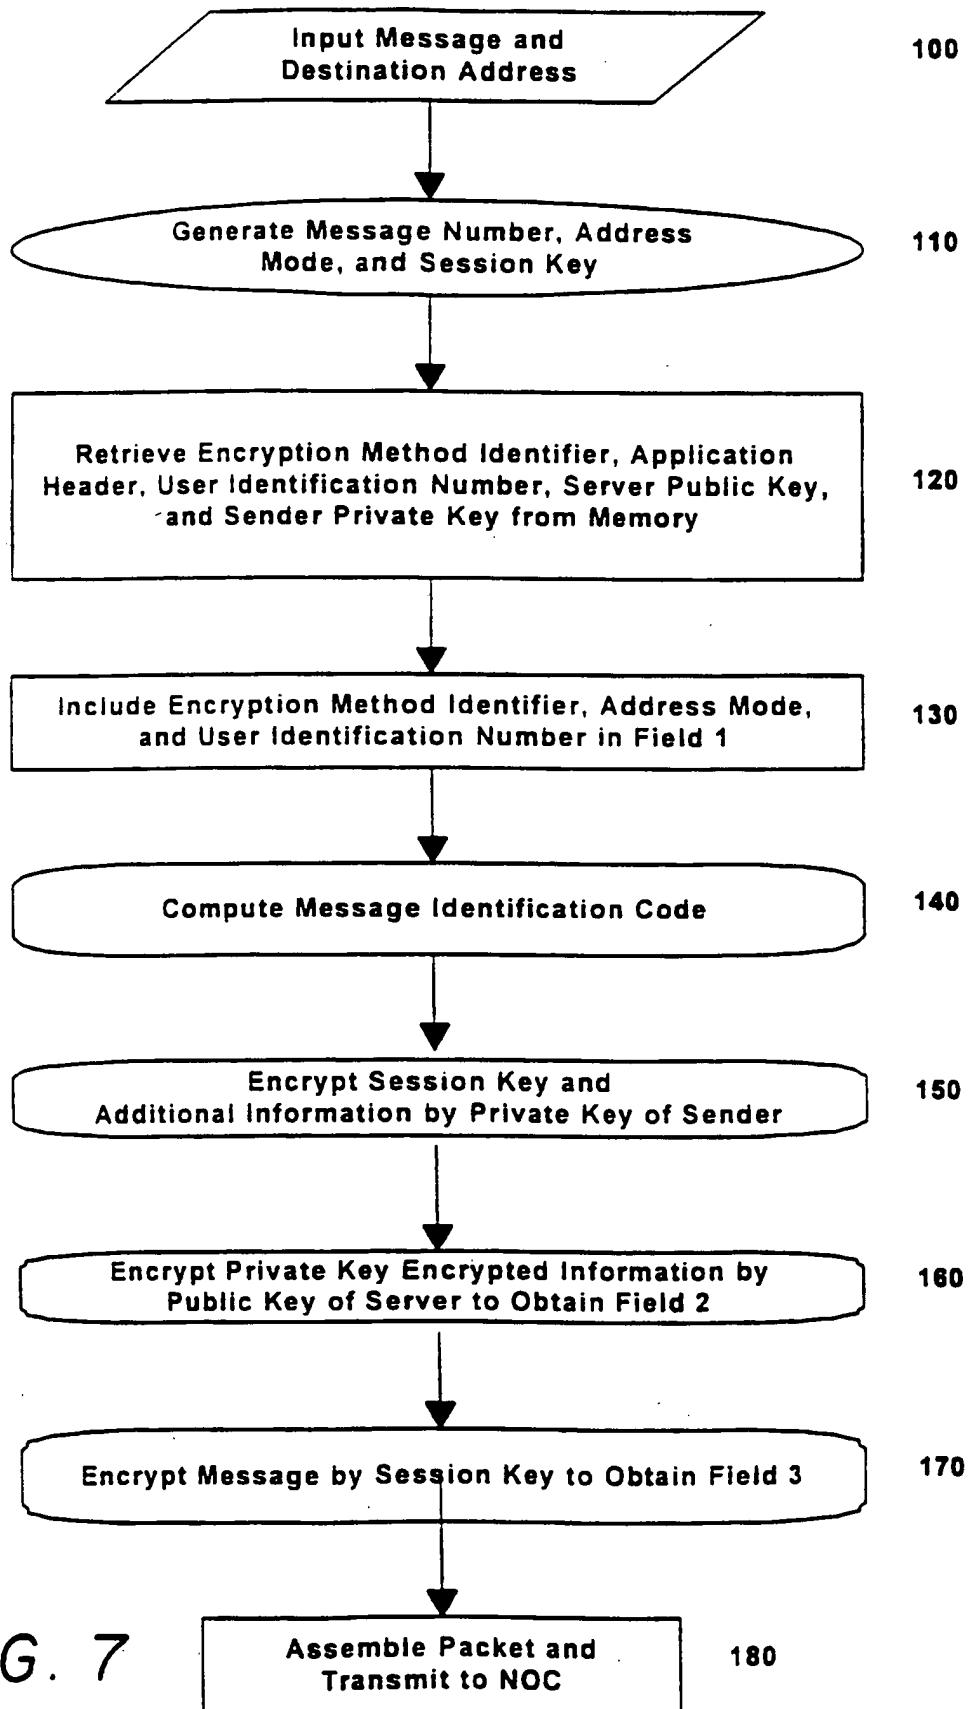 Input Message and
Destination Address
100
Generate Message Number, Address
Mode, and Session Key
110
Retrieve Encryption Method Identifier, Application
Header, User Identification Number, Server Public Key,
and Sender Private Key from Memory
120
Include Encryption Method Identifier, Address Mode,
and User Identification Number in Field 1
130
Compute Message Identification Code
140
Encrypt Session Key and
Additional Information by Private Key of Sender
150
Encrypt Private Key Encrypted Information by
Public Key of Server to Obtain Field 2
160
Encrypt Message by Session Key to Obtain Field 3
170
Assemble Packet and
Transmit to NOC
180
G. 7